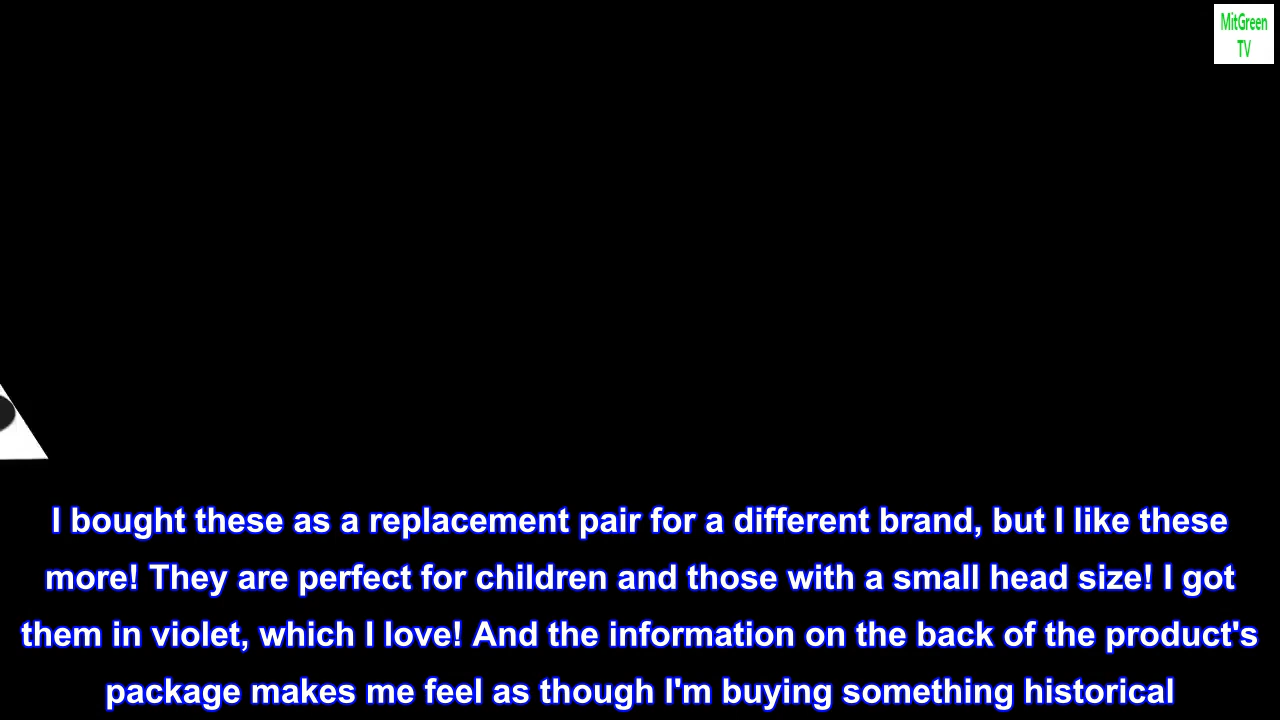 MitGreen
TV
I bought these as a replacement pair for a different brand, but I like these
more! They are perfect for children and those with a small head size! I got
them in violet, which I love! And the information on the back of the product's
package makes me feel as though I'm buying something historical